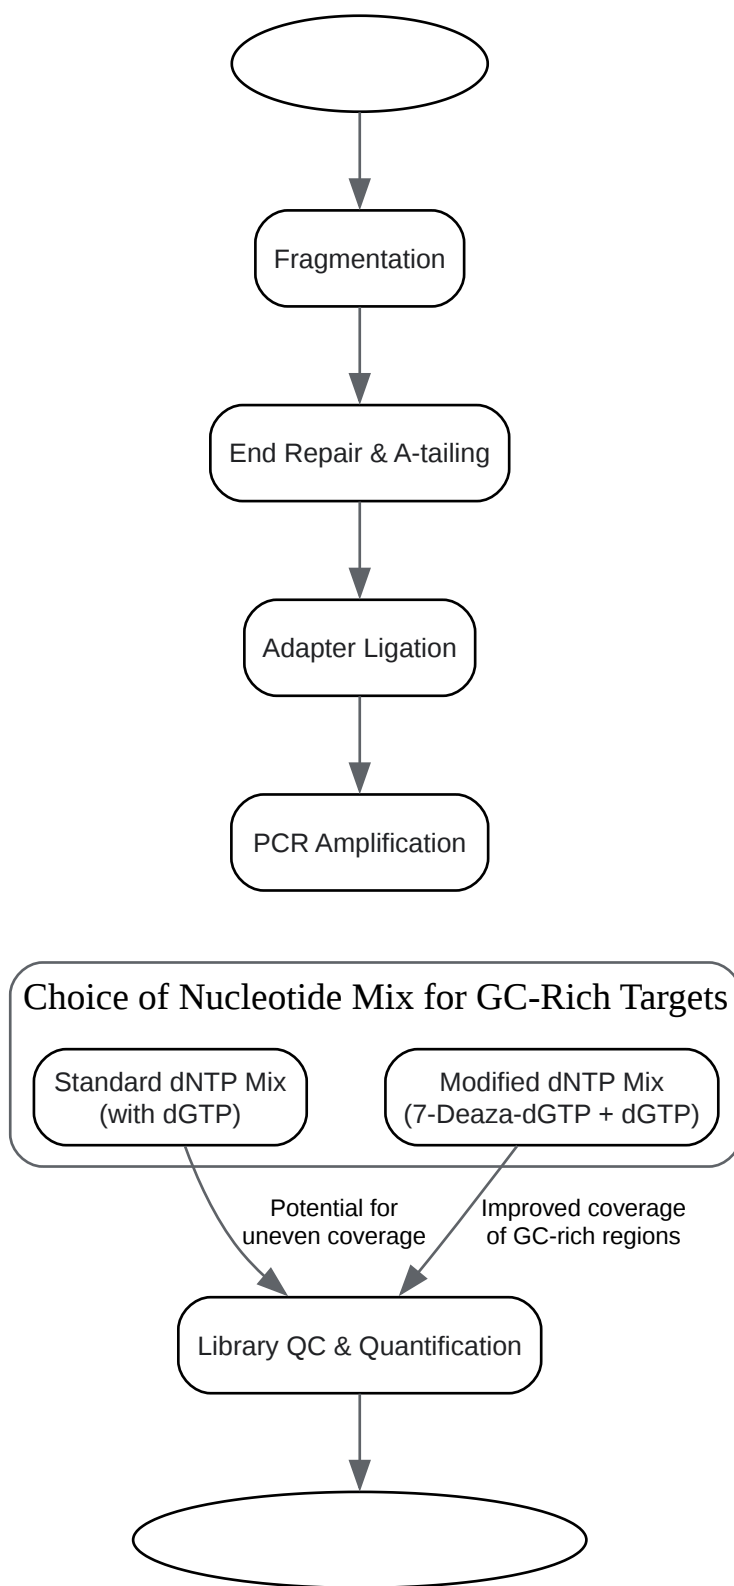 Fragmentation
End Repair & A-tailing
Adapter Ligation
PCR Amplification
Choice of Nucleotide Mix for GC-Rich Targets
Standard dNTP Mix
(with dGTP)
Modified dNTP Mix
(7-Deaza-dGTP + dGTP)
Potential for
uneven coverage
Improved coverage
of GC-rich regions
Library QC & Quantification